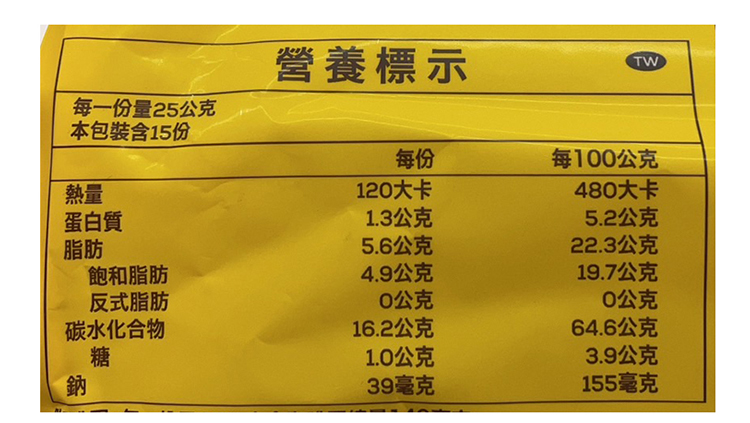 營養標示 TW
每一份量25公克
本包裝含15份
每份 每100公克
熱量 120大卡 480大卡
蛋白質 1.3公克 5.2公克
脂肪 5.6公克 22.3公克
飽和脂肪 4.9公克 19.7公克
反式脂肪 0公克 0公克
碳水化合物 16.2公克 64.6公克
糖 1.0公克 3.9公克
鈉 39毫克 155毫克